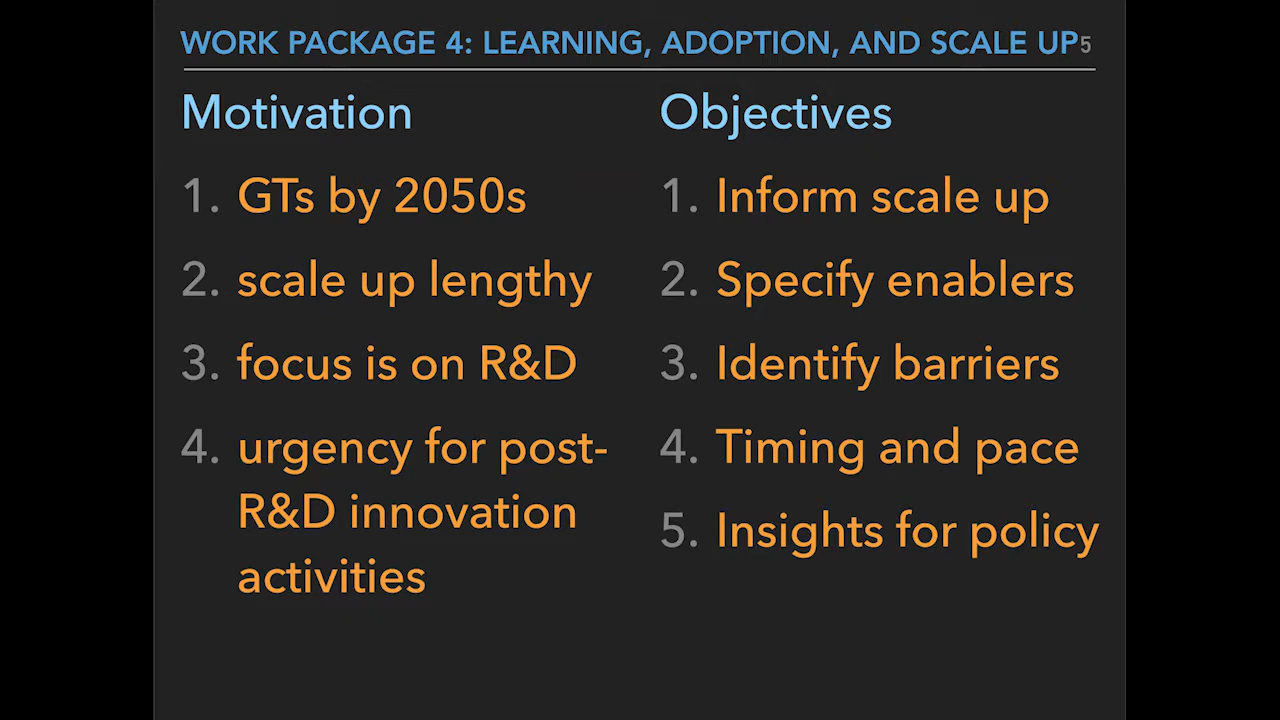 WORK PACKAGE 4: LEARNING, ADOPTION, AND SCALE UP 5
Motivation
1. GTs by 2050s
2. scale up lengthy
3. focus is on R&D
4. urgency for post-
R&D innovation
activities
Objectives
1. Inform scale up
2. Specify enablers
3. Identify barriers
4. Timing and pace
5. Insights for policy